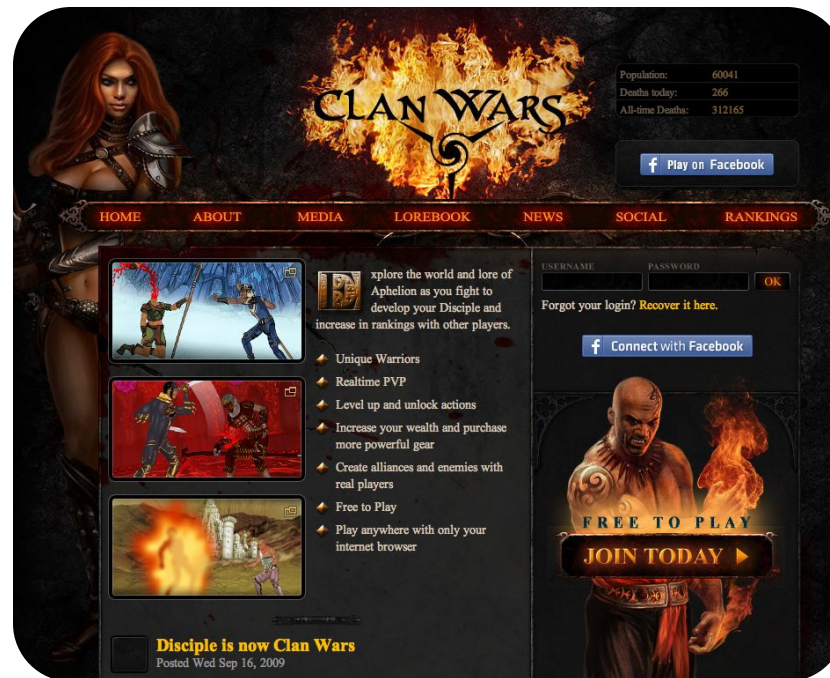 CLAN WARS
Population: 60041
Deaths today: 266
All-time Deaths: 312165
f Play on Facebook
HOME ABOUT MEDIA LOREBOOK NEWS SOCIAL RANKINGS
Explore the world and lore of
Aphelion as you fight to
develop your Disciple and
increase in rankings with other players.
Unique Warriors
Realtime PVP
Level up and unlock actions
Increase your wealth and purchase
more powerful gear
Create alliances and enemies with
real players
Free to Play
Play anywhere with only your
internet browser
Disciple is now Clan Wars
Posted Wed Sep 16, 2009
USERNAME PASSWORD
OK
Forgot your login? Recover it here.
f Connect with Facebook
FREE TO PLAY
JOIN TODAY